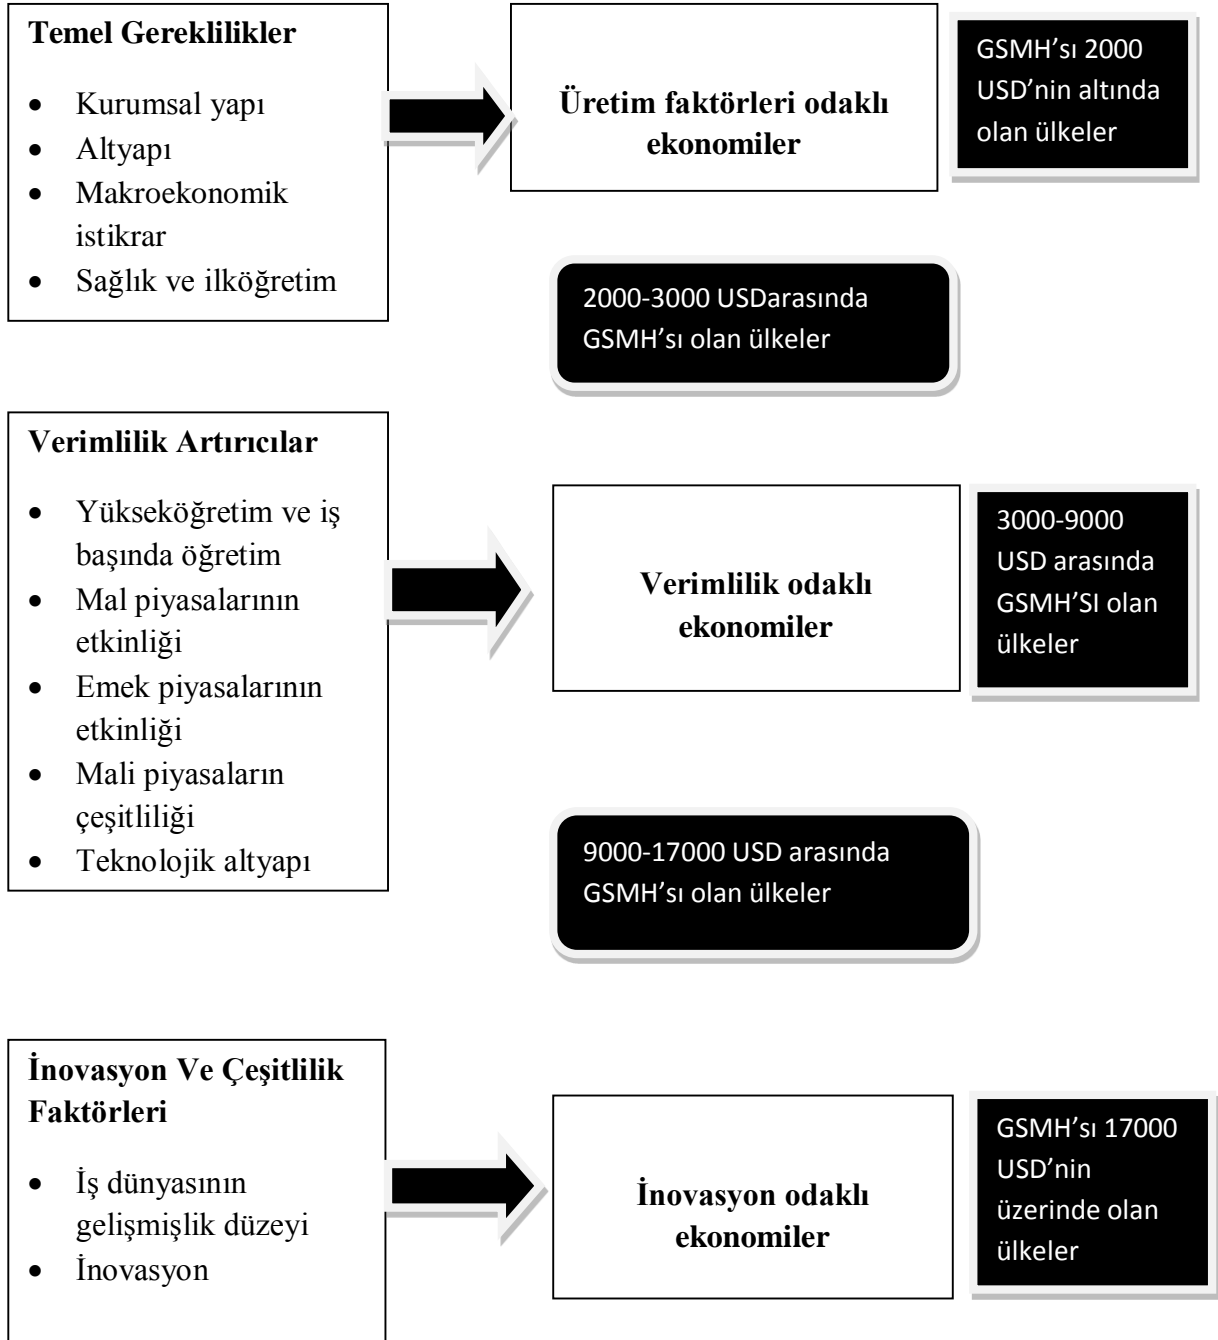 Temel Gereklilikler
• Kurumsal yapı
• Altyapı
• Makroekonomik
istikrar
• Sağlık ve ilköğretim
Üretim faktörleri odaklı
ekonomiler
GSMH’sı 2000
USD’nin altında
olan ülkeler
2000-3000 USDarasında
GSMH’sı olan ülkeler
Verimlilik Artırıcılar
• Yükseköğretim ve iş
başında öğretim
• Mal piyasalarının
etkinliği
• Emek piyasalarının
etkinliği
• Mali piyasaların
çeşitliliği
• Teknolojik altyapı
Verimlilik odaklı
ekonomiler
3000-9000
USD arasında
GSMH’SI olan
ülkeler
9000-17000 USD arasında
GSMH’sı olan ülkeler
İnovasyon Ve Çeşitlilik
Faktörleri
• İş dünyasının
gelişmişlik düzeyi
• İnovasyon
İnovasyon odaklı
ekonomiler
GSMH’sı 17000
USD’nin
üzerinde olan
ülkeler